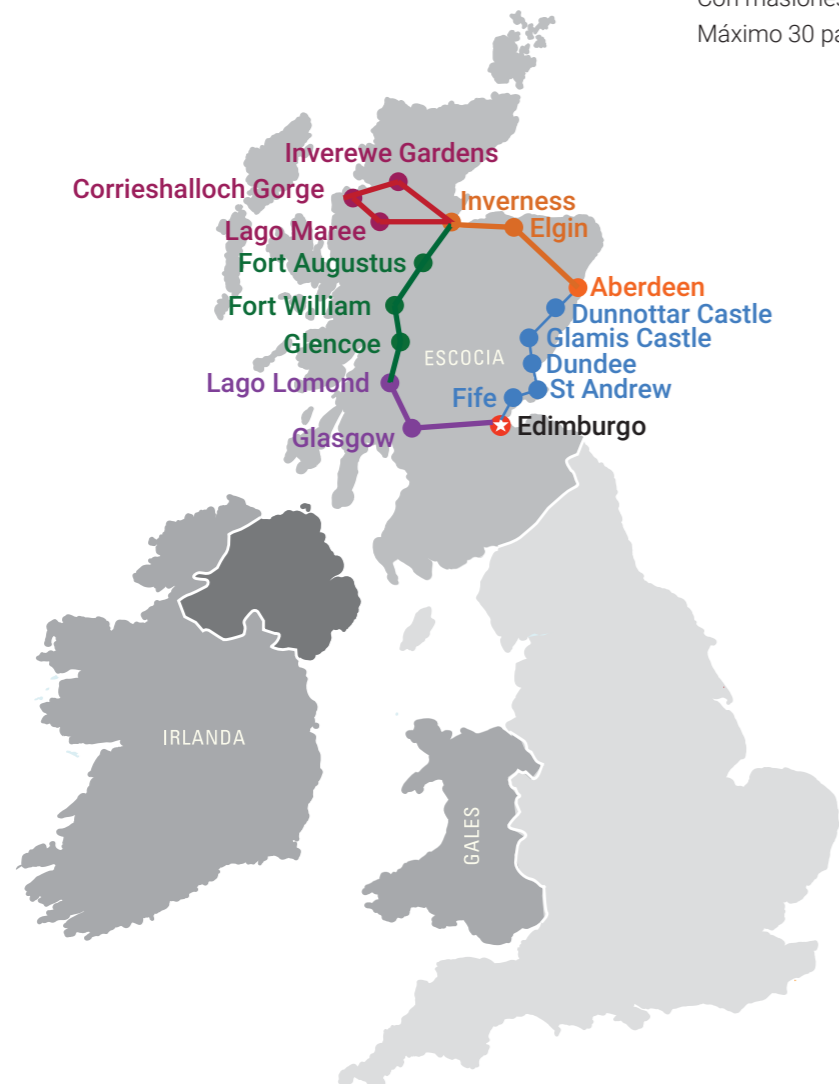 Máximo 30 pa
Inverewe Gardens
Corrieshalloch Gorge
Inverness
Lago Maree
Elgin
Fort Augustus
Aberdeen
Fort William
Dunnottar Castle
Glencoe
Glamis Castle
ESCOCIA
Dundee
Lago Lomond
St Andrew
Fife
Glasgow
Edimburgo
IRLANDA
GALES